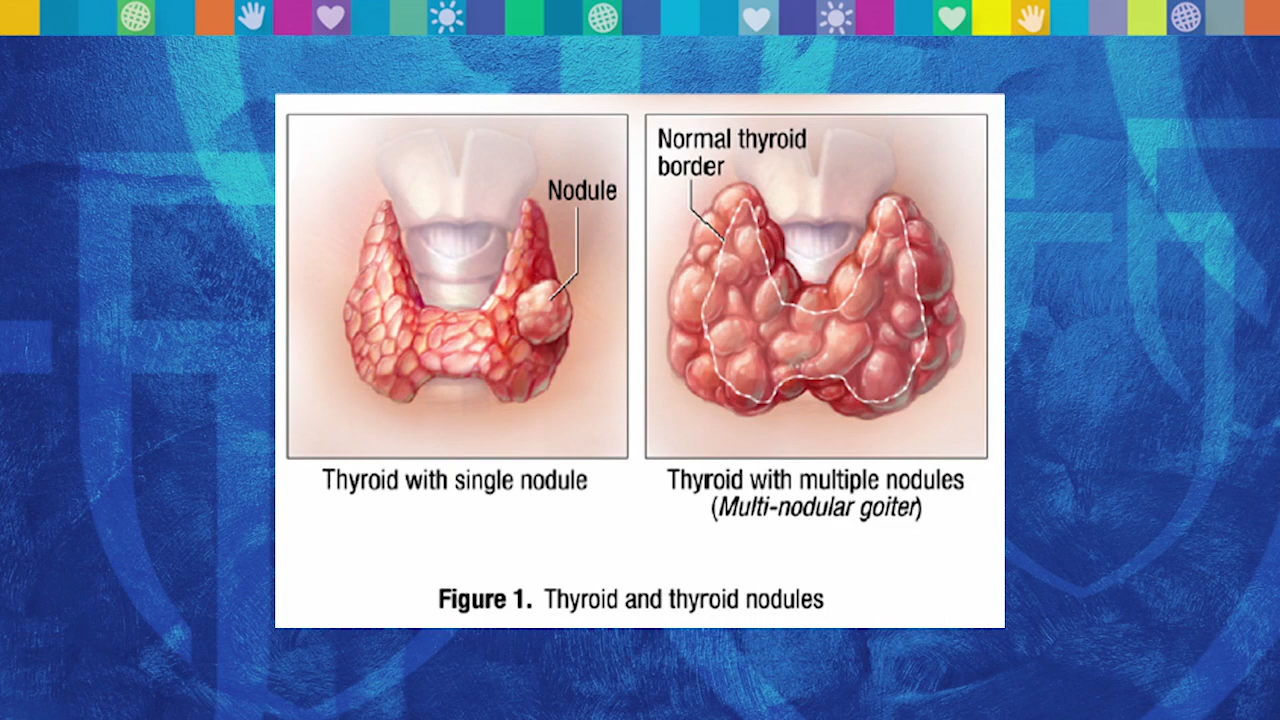 Nodule
Normal thyroid
border
Thyroid with single nodule
Thyroid with multiple nodules
(Multi-nodular goiter)
Figure 1. Thyroid and thyroid nodules